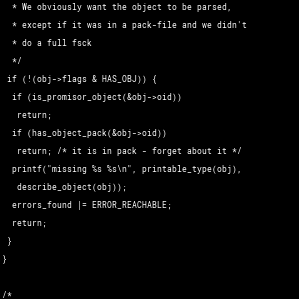 * We obviously want the object to be parsed,
 * except if it was in a pack-file and we didn't
 * do a full fsck
 */
if (!(obj->flags & HAS_OBJ)) {
if (is_promisor_object(&obj->oid))
return;
if (has_object_pack(&obj->oid))
return; /* it is in pack - forget about it */
printf("missing %s %s\n", printable_type(obj),
describe_object(obj));
errors_found |= ERROR_REACHABLE;
return;
}
}
/*